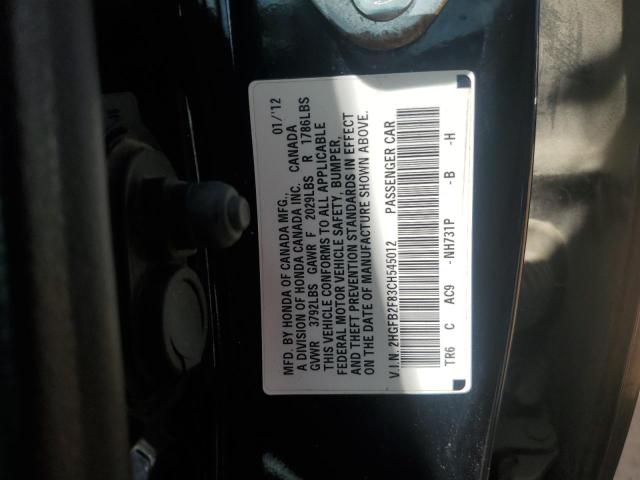 MFD. BY HONDA OF CANADA MFG., 01/'12
A DIVISION OF HONDA CANADA INC. CANADA
GVWR 3792LBS GAWR F 2029LBS R 1786LBS
THIS VEHICLE CONFORMS TO ALL APPLICABLE
FEDERAL MOTOR VEHICLE SAFETY, BUMPER,
AND THEFT PREVENTION STANDARDS IN EFFECT
ON THE DATE OF MANUFACTURE SHOWN ABOVE.
V.I.N. 2HGFB2F83CH545012 PASSENGER CAR
TR6 C AC9 -NH731P -B -H